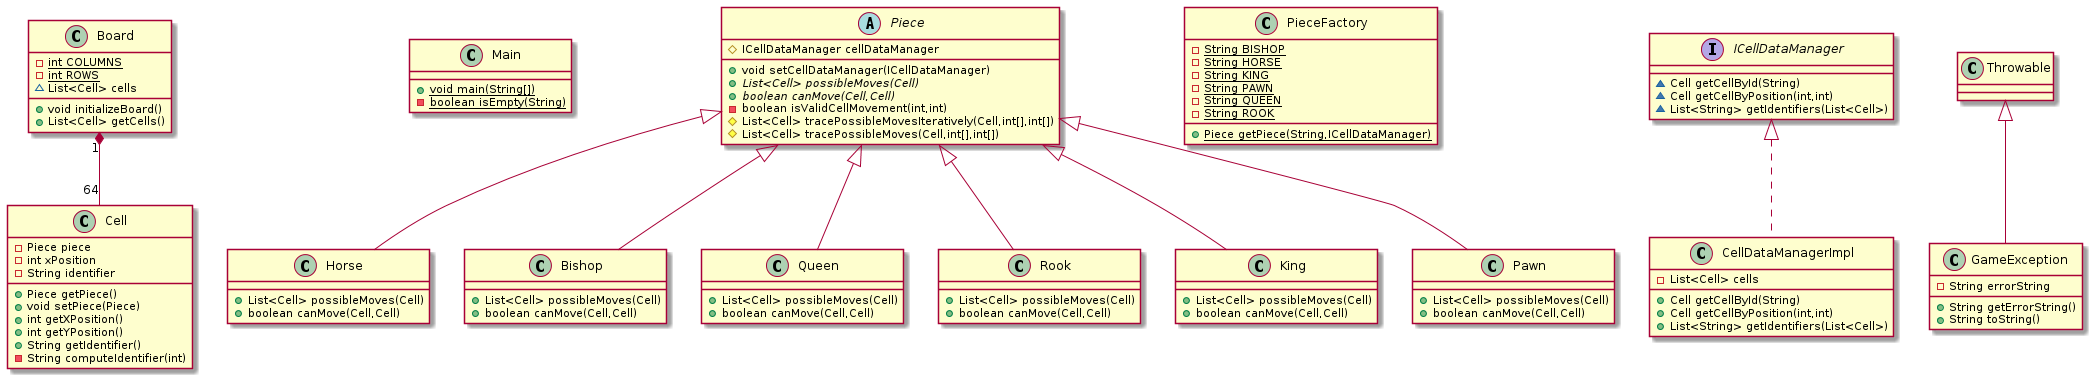 C Board
int COLUMNS
int ROWS
List<Cell> cells
void initializeBoard()
List<Cell> getCells()
1
64
C Cell
Piece piece
int xPosition
String identifier
Piece getPiece()
void setPiece(Piece)
int getXPosition()
int getYPosition()
String getIdentifier()
String computeIdentifier(int)
C Main
void main(String[])
boolean isEmpty(String)
A Piece
ICellDataManager cellDataManager
void setCellDataManager(ICellDataManager)
List<Cell> possibleMoves(Cell)
boolean canMove(Cell,Cell)
boolean isValidCellMovement(int,int)
List<Cell> tracePossibleMovesIteratively(Cell,int[],int[])
List<Cell> tracePossibleMoves(Cell,int[],int[])
C PieceFactory
String BISHOP
String HORSE
String KING
String PAWN
String QUEEN
String ROOK
Piece getPiece(String,ICellDataManager)
I ICellDataManager
Cell getCellById(String)
Cell getCellByPosition(int,int)
List<String> getIdentifiers(List<Cell>)
C Throwable
C Horse
List<Cell> possibleMoves(Cell)
boolean canMove(Cell,Cell)
C Bishop
List<Cell> possibleMoves(Cell)
boolean canMove(Cell,Cell)
C Queen
List<Cell> possibleMoves(Cell)
boolean canMove(Cell,Cell)
C Rook
List<Cell> possibleMoves(Cell)
boolean canMove(Cell,Cell)
C King
List<Cell> possibleMoves(Cell)
boolean canMove(Cell,Cell)
C Pawn
List<Cell> possibleMoves(Cell)
boolean canMove(Cell,Cell)
C CellDataManagerImpl
List<Cell> cells
Cell getCellById(String)
Cell getCellByPosition(int,int)
List<String> getIdentifiers(List<Cell>)
C GameException
String errorString
String getErrorString()
String toString()